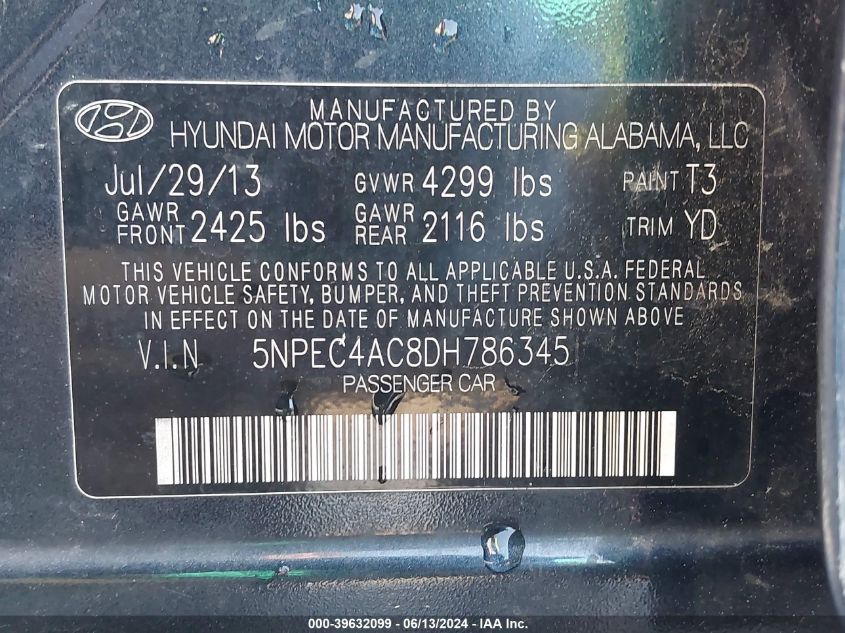 MANUFACTURED BY
HYUNDAI MOTOR MANUFACTURING ALABAMA, LLC
Jul/29/13 GVWR 4299 lbs PAINT T3
GAWR FRONT 2425 lbs GAWR REAR 2116 lbs TRIM YD
THIS VEHICLE CONFORMS TO ALL APPLICABLE U.S.A. FEDERAL
MOTOR VEHICLE SAFETY, BUMPER, AND THEFT PREVENTION STANDARDS
IN EFFECT ON THE DATE OF MANUFACTURE SHOWN ABOVE
V.I.N 5NPEC4AC8DH786345
PASSENGER CAR
000-39632099 - 06/13/2024 - IAA Inc.